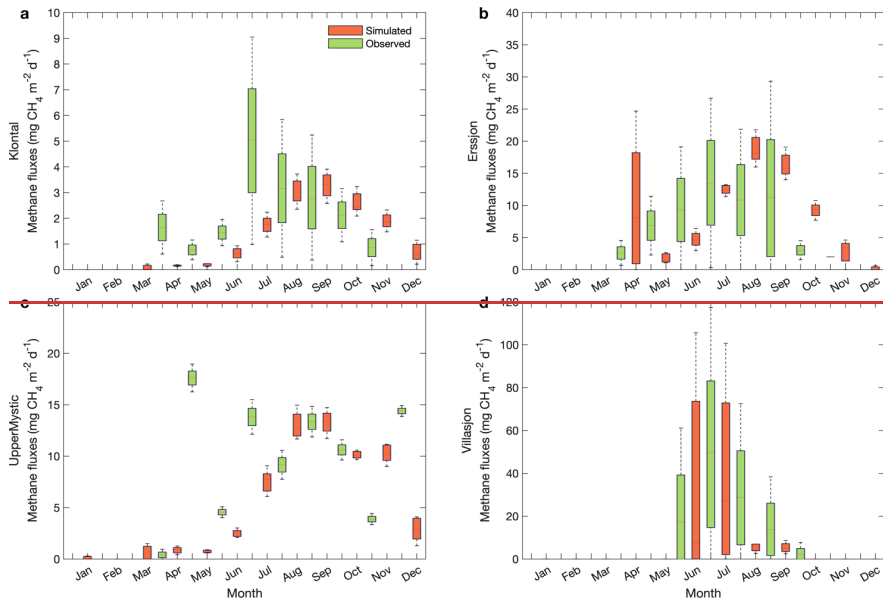 a
Simulated
Observed
Klontal
Methane fluxes (mg CH4 m-2 d-1)
10
9
8
7
6
5
4
3
2
1
0
Jan Feb Mar Apr May Jun Jul Aug Sep Oct Nov Dec
b
Erssjon
Methane fluxes (mg CH4 m-2 d-1)
40
35
30
25
20
15
10
5
0
Jan Feb Mar Apr May Jun Jul Aug Sep Oct Nov Dec
c
UpperMystic
Methane fluxes (mg CH4 m-2 d-1)
25
20
15
10
5
0
Jan Feb Mar Apr May Jun Jul Aug Sep Oct Nov Dec
Month
d
Villasjon
Methane fluxes (mg CH4 m-2 d-1)
120
100
80
60
40
20
0
Jan Feb Mar Apr May Jun Jul Aug Sep Oct Nov Dec
Month